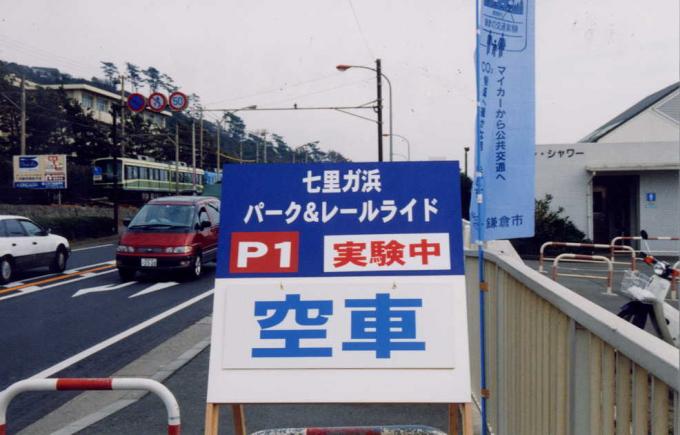 七里ガ浜
パーク&レールライド
P1 実験中
空車
マイカーから公共交通へ
鎌倉市
シャワー
50